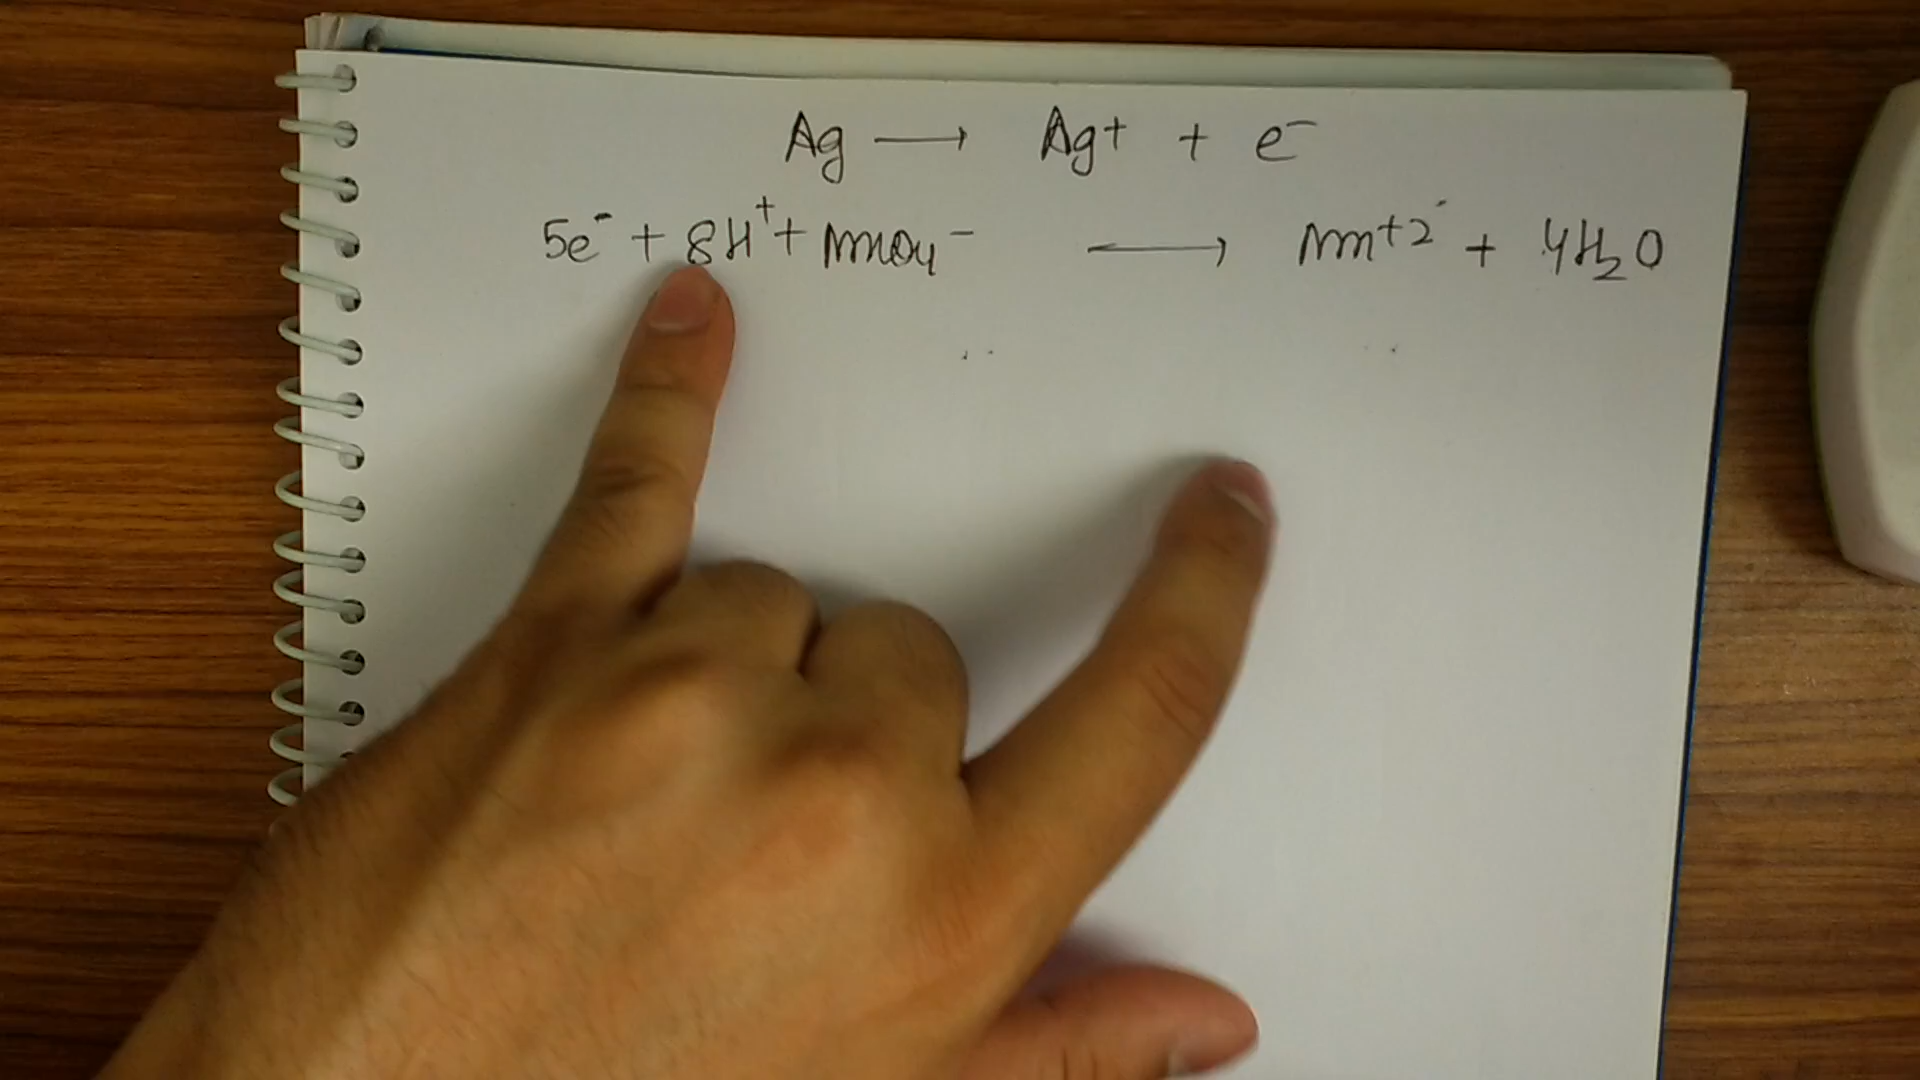 Ag ⟶ Ag+ + e⁻
5e⁻ + 8H⁺ + MnO4⁻ ⟶ Mn+2 + 4H₂O